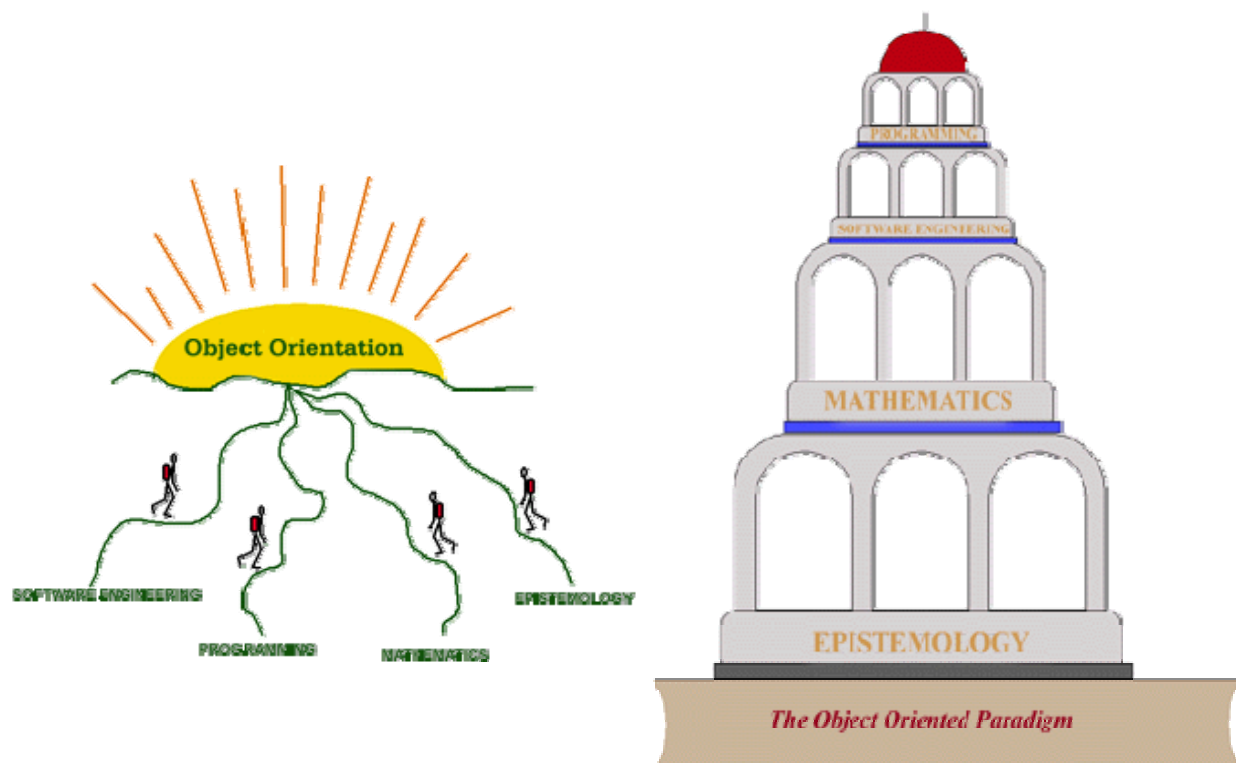 Object Orientation
SOFTWARE ENGINEERING
PROGRAMMING
MATHEMATICS
EPISTEMOLOGY
PROGRAMMING
SOFTWARE ENGINEERING
MATHEMATICS
EPISTEMOLOGY
The Object Oriented Paradigm